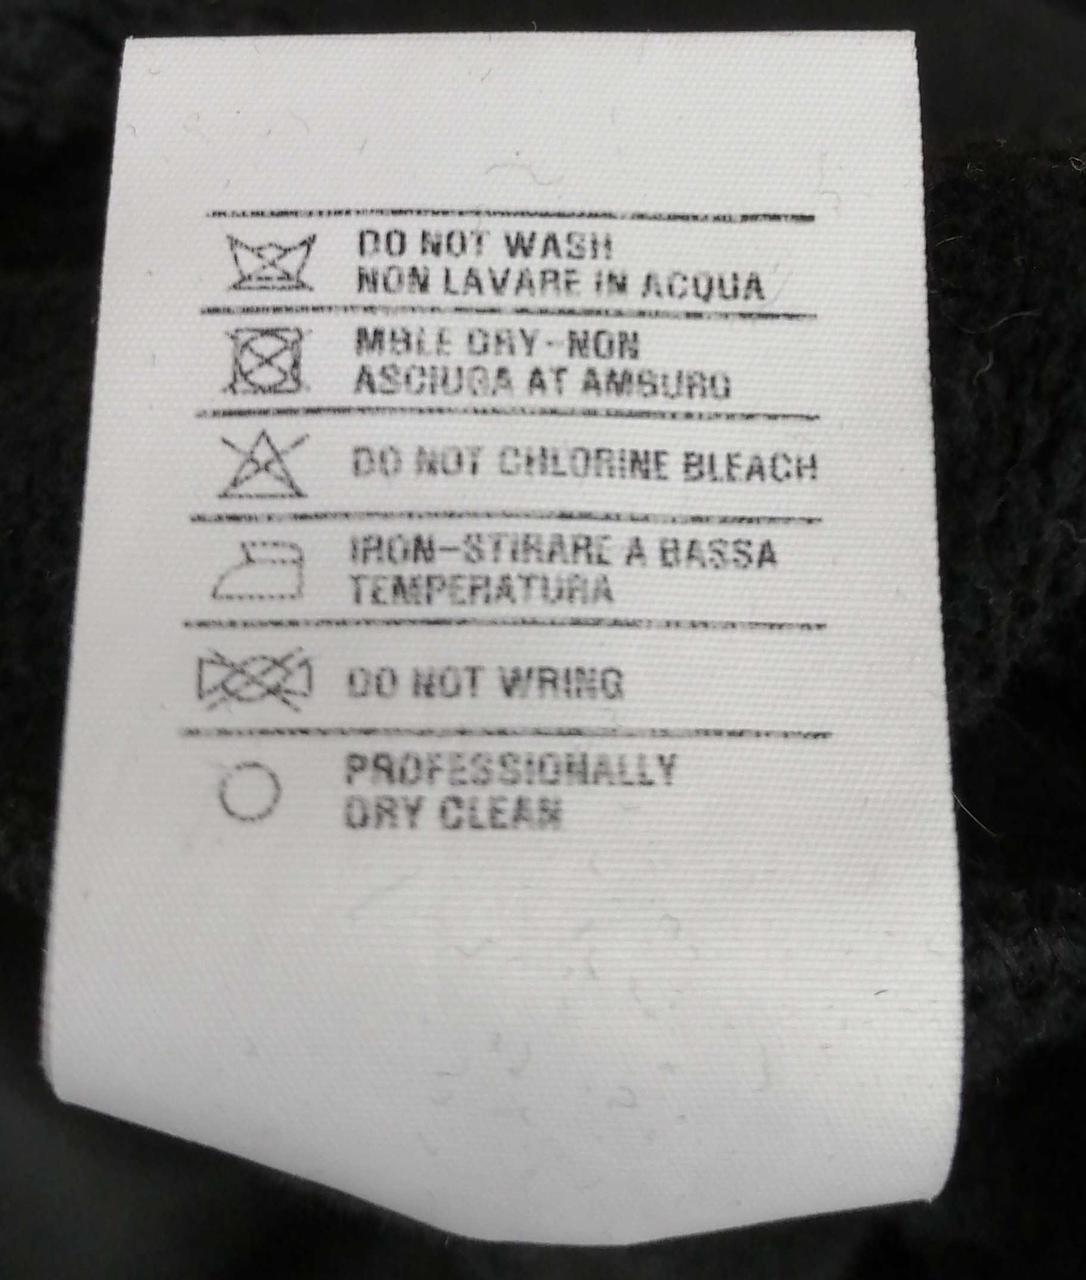 DO NOT WASH
NON LAVARE IN ACQUA
MBLE DRY-NON
ASCIUGA AT AMBURO
DO NOT CHLORINE BLEACH
IRON-STIRARE A BASSA
TEMPERATURA
DO NOT WRING
PROFESSIONALLY
DRY CLEAN